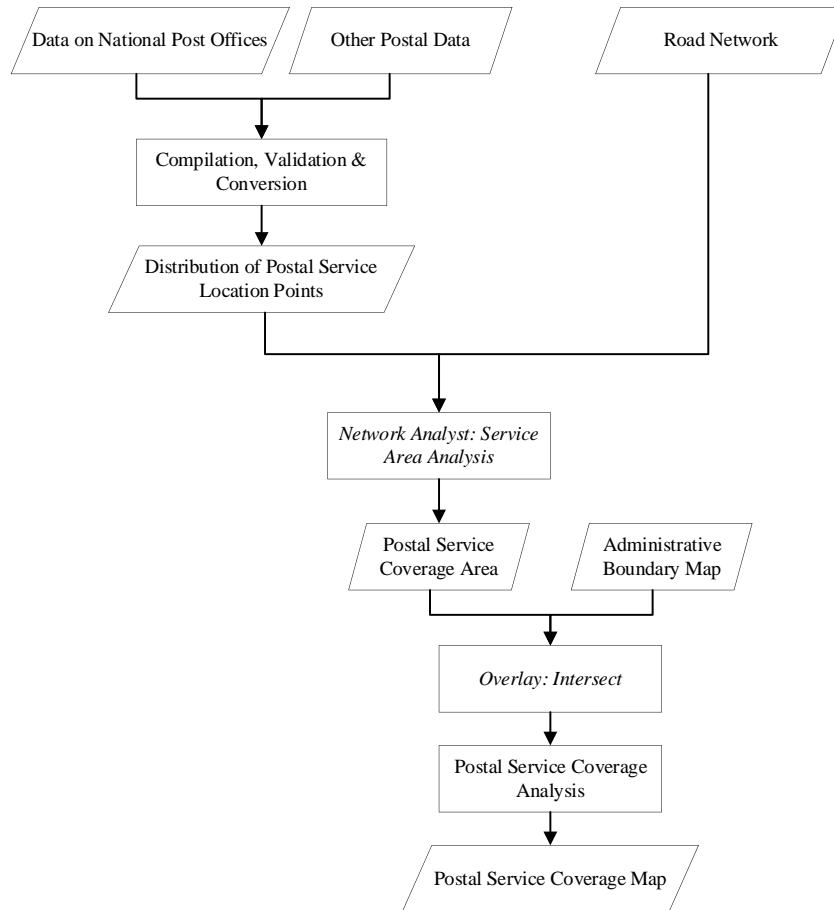 Data on National Post Offices
Other Postal Data
Road Network
Compilation, Validation &
Conversion
Distribution of Postal Service
Location Points
Network Analyst: Service
Area Analysis
Postal Service
Coverage Area
Administrative
Boundary Map
Overlay: Intersect
Postal Service Coverage
Analysis
Postal Service Coverage Map